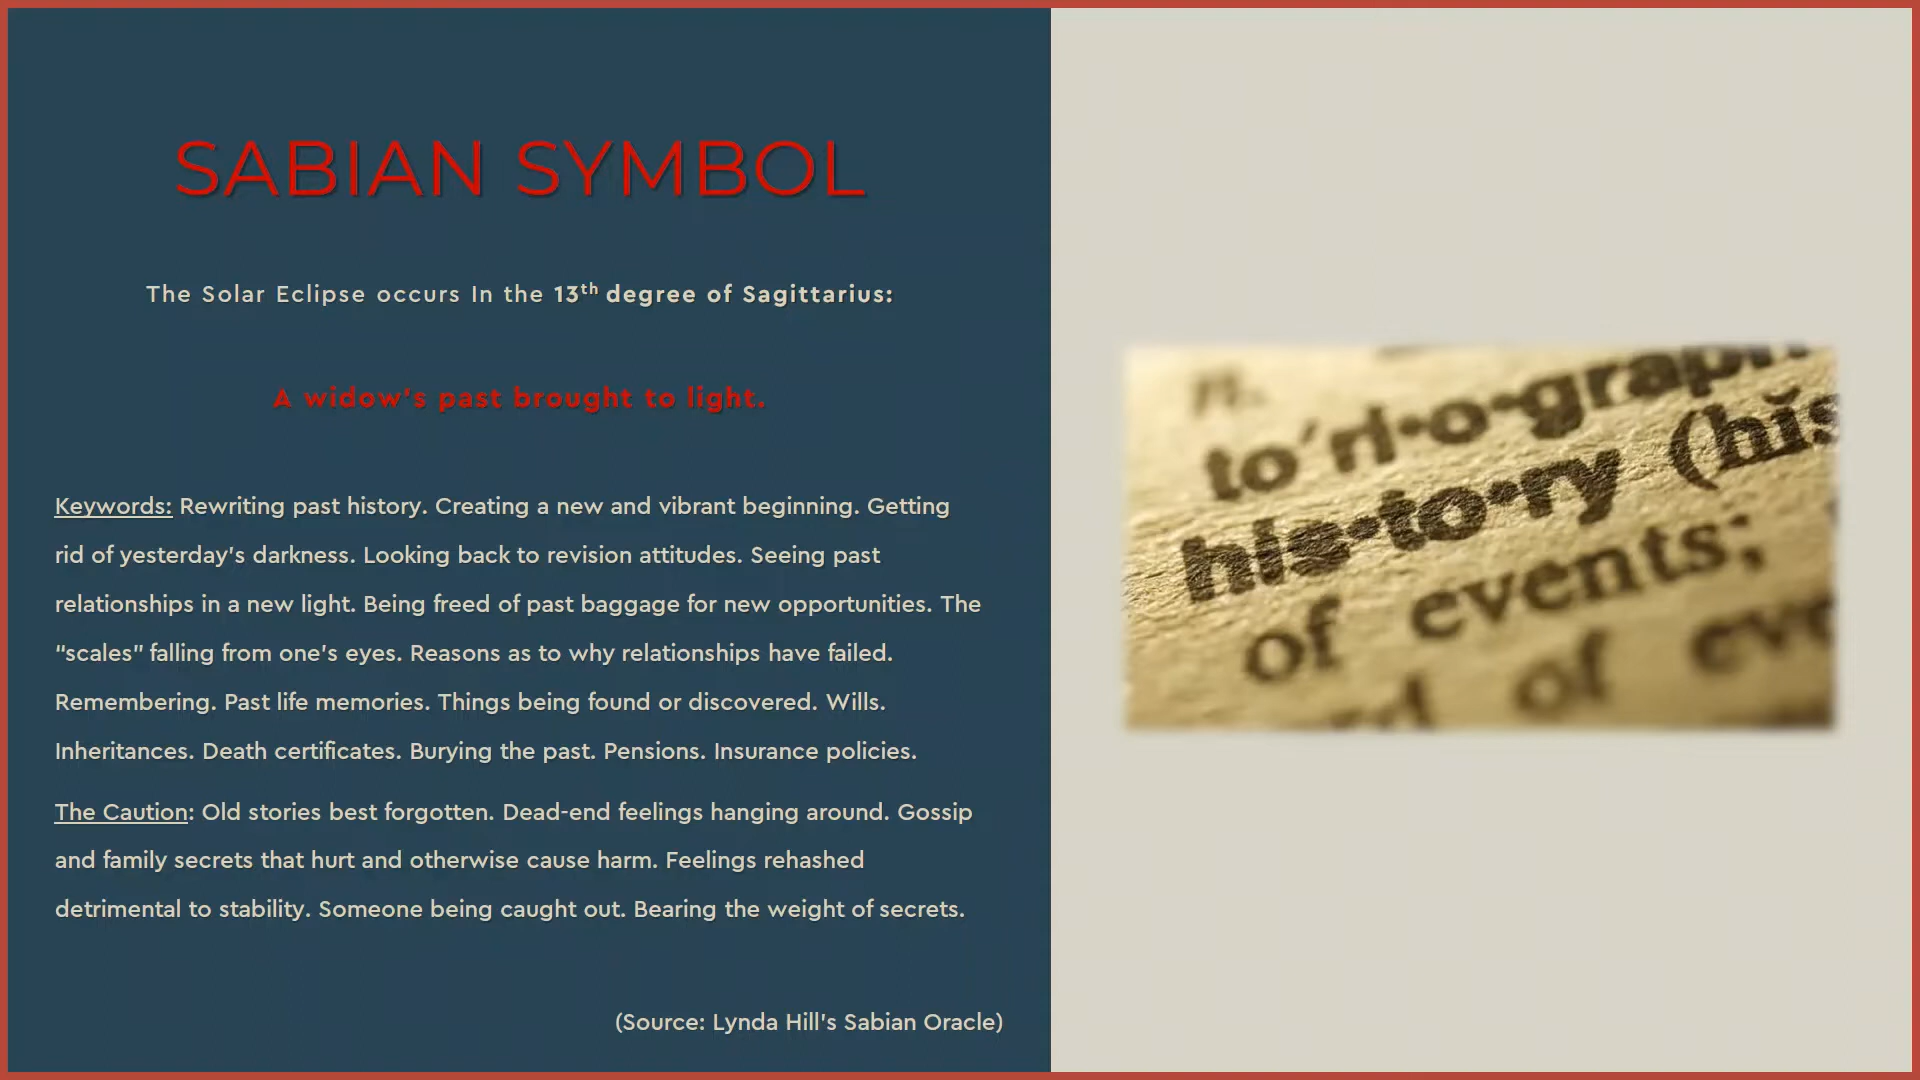 SABIAN SYMBOL
The Solar Eclipse occurs In the 13th degree of Sagittarius:
A widow's past brought to light.
Keywords: Rewriting past history. Creating a new and vibrant beginning. Getting
rid of yesterday's darkness. Looking back to revision attitudes. Seeing past
relationships in a new light. Being freed of past baggage for new opportunities. The
“scales” falling from one's eyes. Reasons as to why relationships have failed.
Remembering. Past life memories. Things being found or discovered. Wills.
Inheritances. Death certificates. Burying the past. Pensions. Insurance policies.
The Caution: Old stories best forgotten. Dead-end feelings hanging around. Gossip
and family secrets that hurt and otherwise cause harm. Feelings rehashed
detrimental to stability. Someone being caught out. Bearing the weight of secrets.
(Source: Lynda Hill's Sabian Oracle)
n.
to′ri•o•graph
his•to•ry (hĭs
of events;
rd of eve